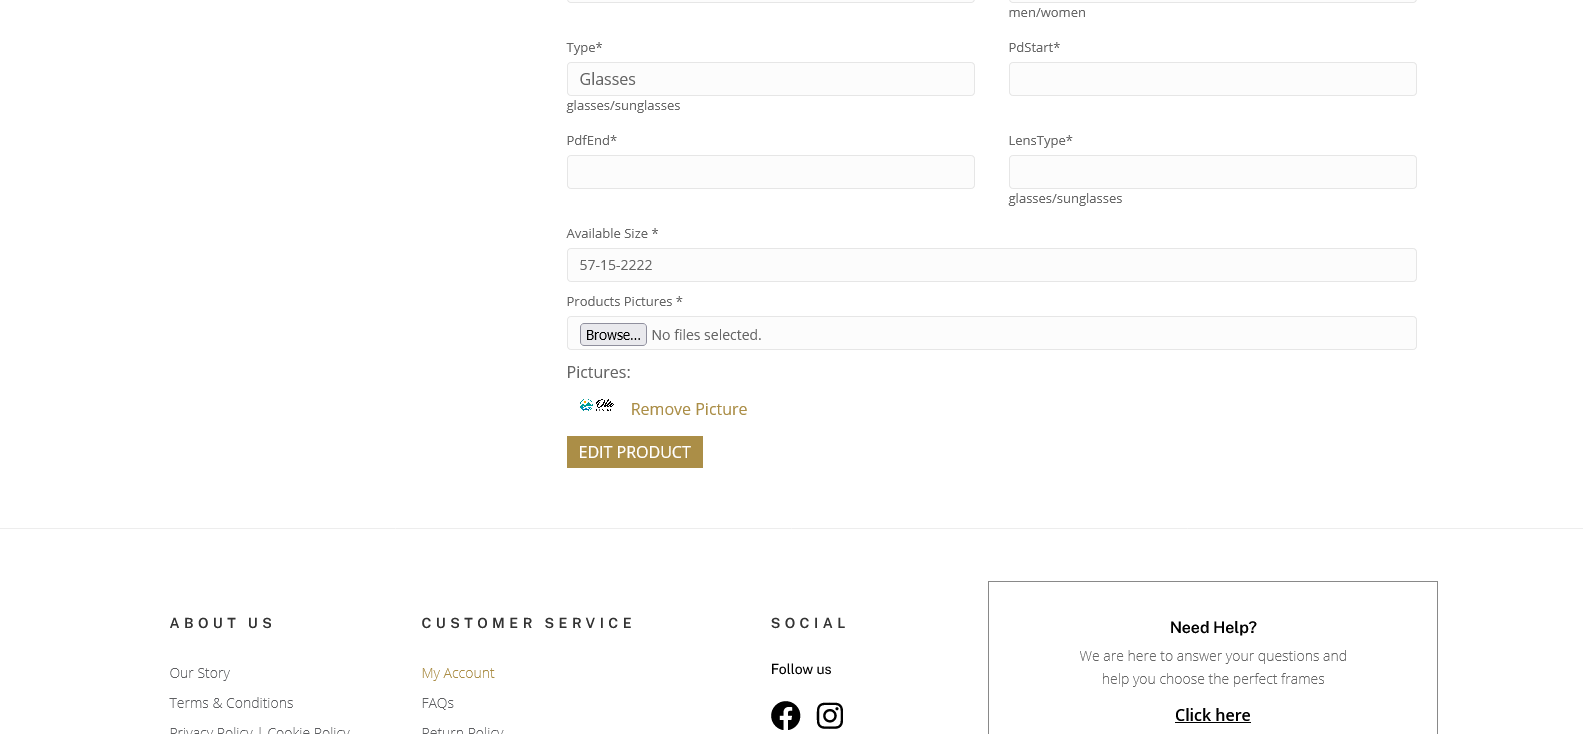 men/women
Type*
PdStart*
Glasses
glasses/sunglasses
PdfEnd*
LensType*
glasses/sunglasses
Available Size *
57-15-2222
Products Pictures *
Browse... No files selected.
Pictures:
Remove Picture
EDIT PRODUCT
ABOUT US
Our Story
Terms & Conditions
Privacy Policy | Cookie Policy
CUSTOMER SERVICE
My Account
FAQs
Return Policy
SOCIAL
Follow us
Need Help?
We are here to answer your questions and
help you choose the perfect frames
Click here